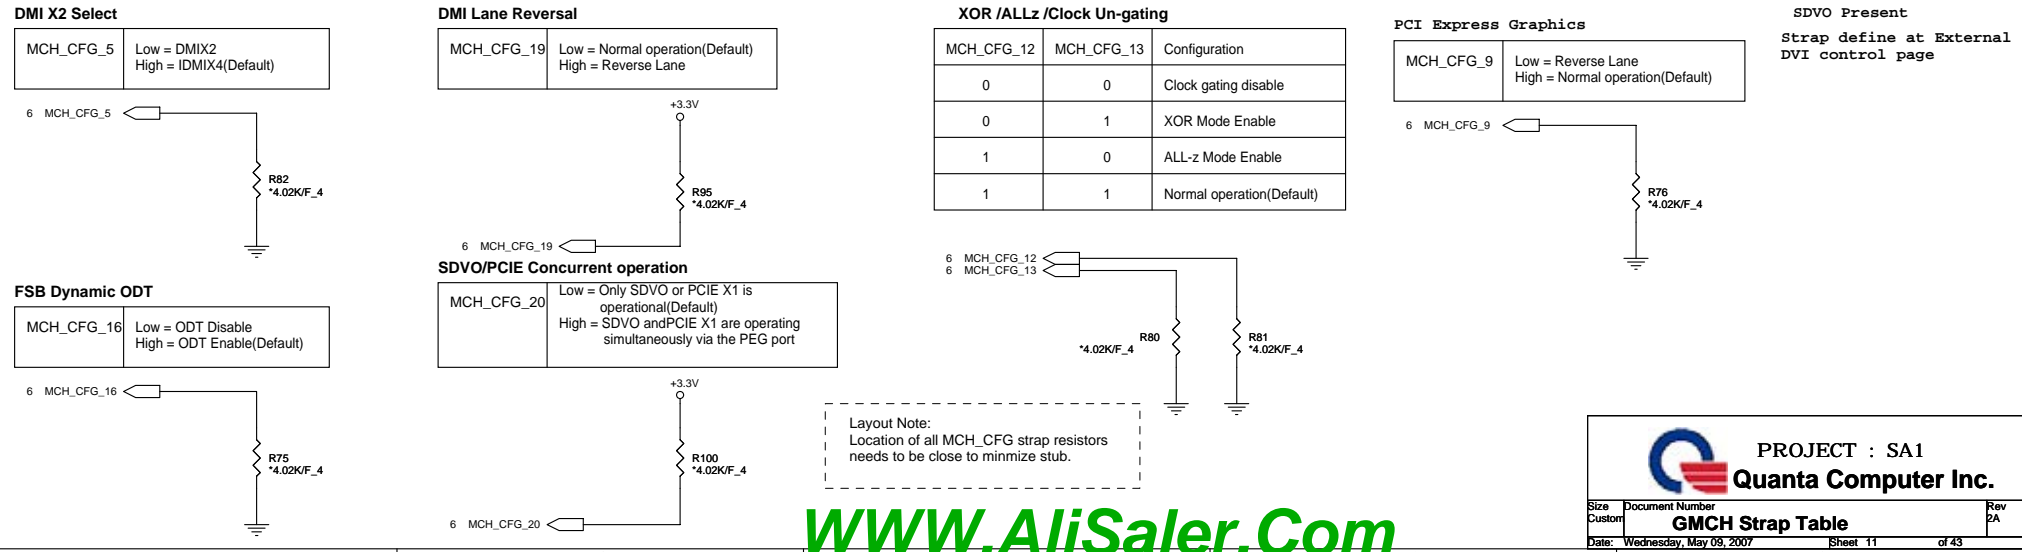 DMI X2 Select
MCH_CFG_5
Low = DMIX2
High = IDMIX4(Default)
6 MCH_CFG_5
R82
*4.02K/F_4
FSB Dynamic ODT
MCH_CFG_16
Low = ODT Disable
High = ODT Enable(Default)
6 MCH_CFG_16
R75
*4.02K/F_4
DMI Lane Reversal
MCH_CFG_19
Low = Normal operation(Default)
High = Reverse Lane
+3.3V
R95
*4.02K/F_4
6 MCH_CFG_19
SDVO/PCIE Concurrent operation
MCH_CFG_20
Low = Only SDVO or PCIE X1 is
operational(Default)
High = SDVO andPCIE X1 are operating
simultaneously via the PEG port
+3.3V
R100
*4.02K/F_4
6 MCH_CFG_20
XOR /ALLz /Clock Un-gating
MCH_CFG_12 MCH_CFG_13 Configuration
0 0 Clock gating disable
0 1 XOR Mode Enable
1 0 ALL-z Mode Enable
1 1 Normal operation(Default)
6 MCH_CFG_12
6 MCH_CFG_13
R80
*4.02K/F_4
R81
*4.02K/F_4
Layout Note:
Location of all MCH_CFG strap resistors
needs to be close to minmize stub.
PCI Express Graphics
MCH_CFG_9
Low = Reverse Lane
High = Normal operation(Default)
6 MCH_CFG_9
R76
*4.02K/F_4
SDVO Present
Strap define at External
DVI control page
PROJECT : SA1
Quanta Computer Inc.
Size
Custom
Document Number
GMCH Strap Table
Rev
2A
Date: Wednesday, May 09, 2007 Sheet 11 of 43
WWW.AliSaler.Com